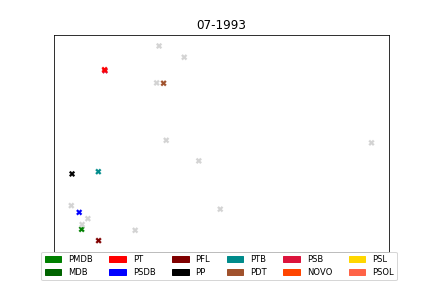 07-1993
PMDB PT PFL PTB PSB PSL
MDB PSDB PP PDT NOVO PSOL